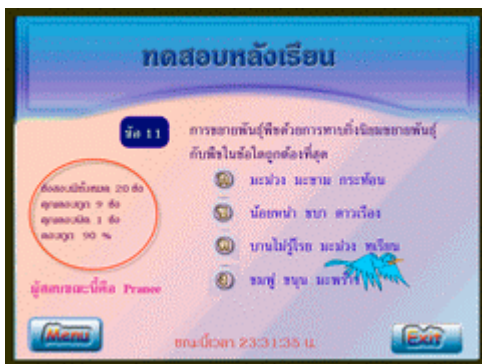 ทดสอบหลังเรียน
ข้อ 11
การขยายพันธุ์พืชด้วยการทาบกิ่งนิยมขยายพันธุ์
กับพืชในข้อใดถูกต้องที่สุด
ก มะม่วง มะขาม กระท้อน
ข น้อยหน่า ชบา ดาวเรือง
ค บานไม่รู้โรย มะม่วง ทุเรียน
ง ชมพู่ ขนุน มะพร้าว
ข้อสอบมีทั้งหมด 20 ข้อ
คุณตอบถูก 9 ข้อ
คุณตอบผิด 1 ข้อ
ตอบถูก 90 %
ผู้สอบขณะนี้คือ Pranee
Menu
ขณะนี้เวลา 23:31:35 น.
Exit